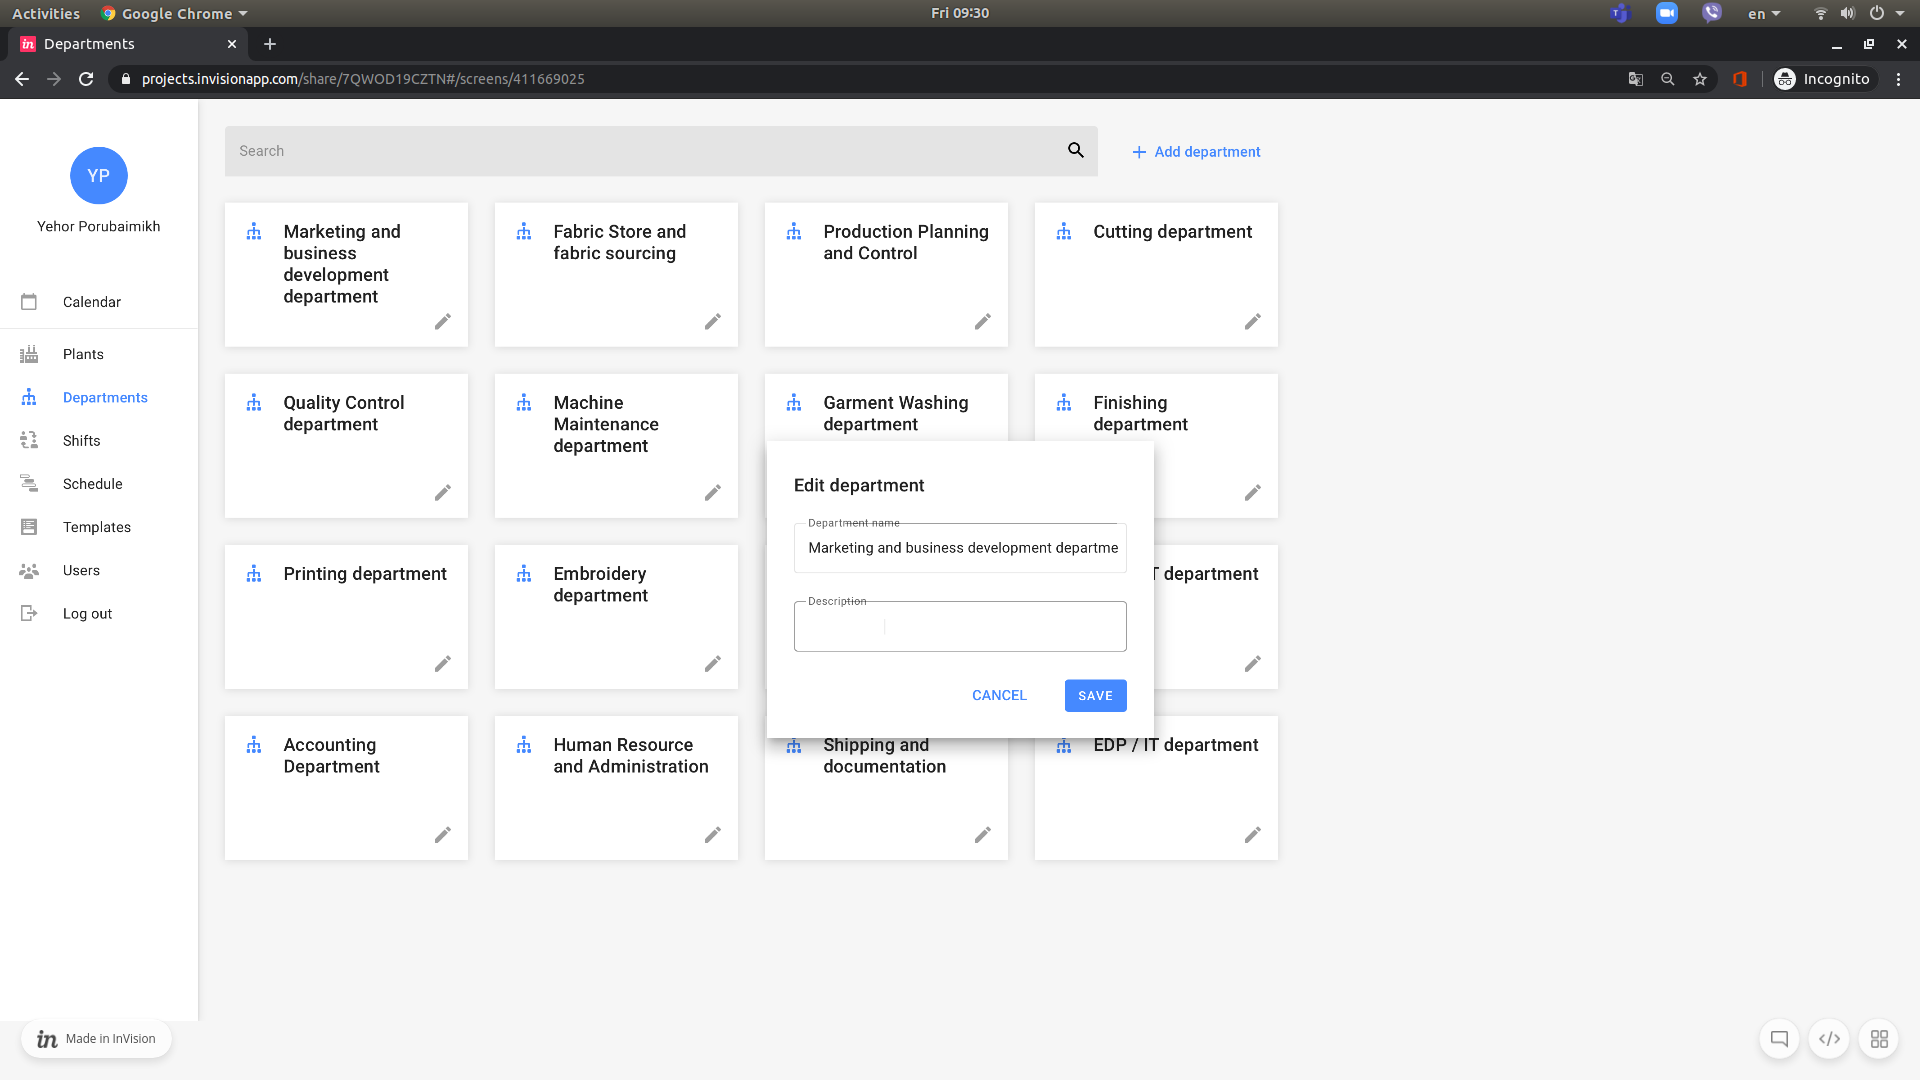 Activities
Google Chrome
Fri 09:30
en
Departments
projects.invisionapp.com/share/7QWOD19CZTN#/screens/411669025
Incognito
YP
Yehor Porubaimikh
Calendar
Plants
Departments
Shifts
Schedule
Templates
Users
Log out
Search
+ Add department
Marketing and
business
development
department
Fabric Store and
fabric sourcing
Production Planning
and Control
Cutting department
Quality Control
department
Machine
Maintenance
department
Garment Washing
department
Finishing
department
Printing department
Embroidery
department
T department
Accounting
Department
Human Resource
and Administration
Shipping and
documentation
EDP / IT department
Edit department
Department name
Marketing and business development departme
Description
CANCEL
SAVE
in Made in InVision